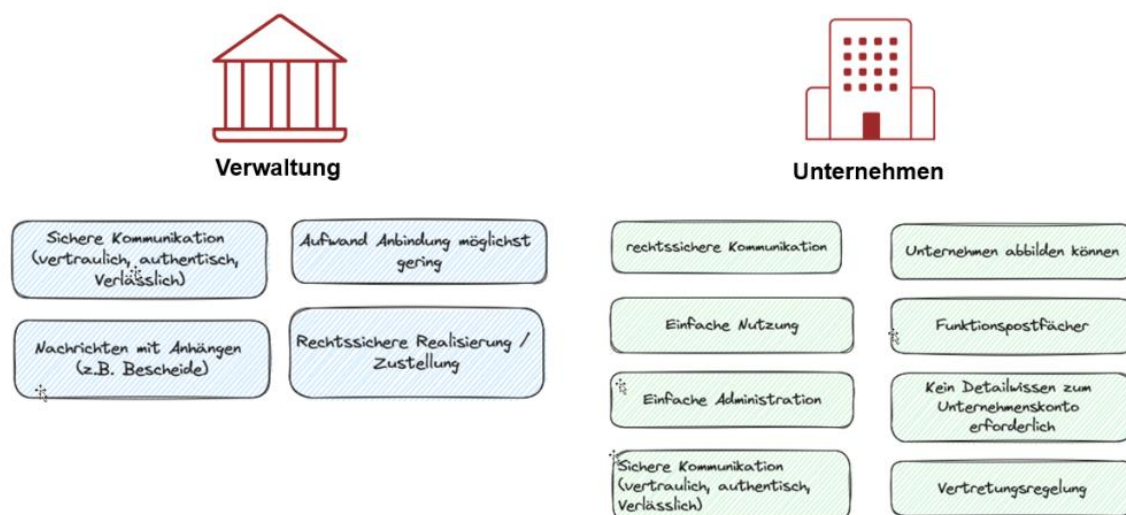 Verwaltung
Sichere Kommunikation
(vertraulich, authentisch,
Verlässlich)
Aufwand Anbindung möglichst
gering
Nachrichten mit Anhängen
(z.B. Bescheide)
Rechtssichere Realisierung /
Zustellung
Unternehmen
rechtssichere Kommunikation
Unternehmen abbilden können
Einfache Nutzung
Funktionspostfächer
Einfache Administration
Kein Detailwissen zum
Unternehmenskonto
erforderlich
Sichere Kommunikation
(vertraulich, authentisch,
Verlässlich)
Vertretungsregelung